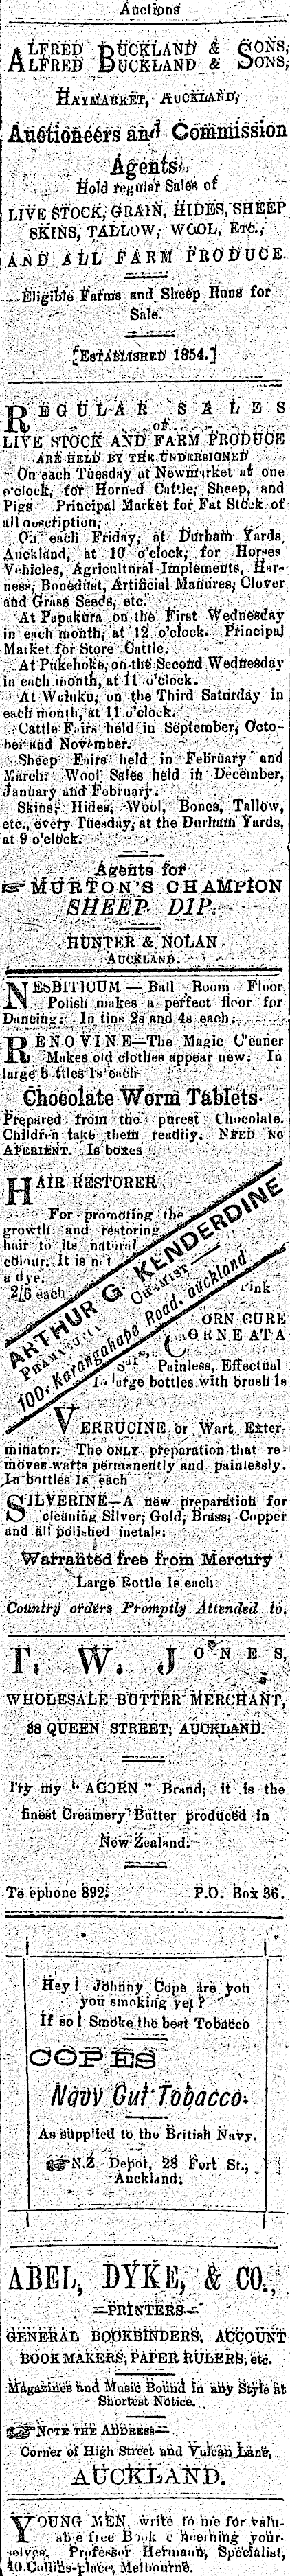 Auctions
ALFRED BUCKLAND & SONS,
ALFRED BUCKLAND & SONS,
HAYMARKET, AUCKLAND,
Auctioneers and Commission
Agents,
Hold regular Sales of
LIVE STOCK, GRAIN, HIDES, SHEEP
SKINS, TALLOW, WOOL, ETC.,
AND ALL FARM PRODUCE.
Eligible Farms and Sheep Runs for
Sale.
[ESTABLISHED 1854.]
REGULAR SALES
OF
LIVE STOCK AND FARM PRODUCE
ARE HELD BY THE UNDERSIGNED
On each Tuesday at Newmarket at one
o'clock, for Horned Cattle, Sheep, and
Pigs Principal Market for Fat Stock of
all description;
On each Friday, at Durham Yards,
Auckland, at 10 o'clock, for Horses
Vehicles, Agricultural Implements, Har-
ness, Bonedust, Artificial Manures, Clover
and Grass Seeds, etc.
At Papakura on the First Wednesday
in each month, at 12 o'clock. Principal
Market for Store Cattle.
At Pukekohe, on the Second Wednesday
in each month, at 11 o'clock.
At Waiuku, on the Third Saturday in
each month, at 11 o'clock.
Cattle Fairs held in September, Octo-
ber and November.
Sheep Fairs held in February and
March. Wool Sales held in December,
January and February.
Skins, Hides, Wool, Bones, Tallow,
etc., every Tuesday, at the Durham Yards,
at 9 o'clock.
Agents for
MURTON'S CHAMPION
SHEEP DIP.
HUNTER & NOLAN
AUCKLAND.
NESBITICUM — Ball Room Floor
Polish makes a perfect floor for
Dancing. In tins 2s and 4s each.
RENOVINE—The Magic Cleaner
Makes old clothes appear new. In
large bottles 1s each
Chocolate Worm Tablets.
Prepared from the purest Chocolate.
Children take them readily. NEED NO
APERIENT. 1s boxes
HAIR RESTORER
For promoting the
growth and restoring
hair to its natural
colour. It is not
a dye.
2/6 each
ARTHUR G. KENDERDINE
PHARMACIST CHEMIST
100, Karangahape Road, Auckland
Pink
CORN CURE
CORNEATA
Safe, Painless, Effectual
In large bottles with brush 1s
VERRUCINE or Wart Exter-
minator. The ONLY preparation that re-
moves warts permanently and painlessly.
In bottles 1s each
SILVERINE—A new preparation for
cleaning Silver, Gold, Brass, Copper
and all polished metals.
Warranted free from Mercury
Large Bottle 1s each
Country orders Promptly Attended to.
T. W. JONES,
WHOLESALE BUTTER MERCHANT,
38 QUEEN STREET, AUCKLAND.
Try my "ACORN" Brand; it is the
finest Creamery Butter produced in
New Zealand.
Telephone 892. P.O. Box 36.
Hey! Johnny Cope are you
you smoking yet?
If so! Smoke the best Tobacco
COPES
Navy Cut Tobacco.
As supplied to the British Navy.
N.Z. Depot, 28 Fort St.,
Auckland.
ABEL, DYKE, & CO.,
—PRINTERS—
GENERAL BOOKBINDERS, ACCOUNT
BOOK MAKERS, PAPER RULERS, etc.
Magazines and Music Bound in any Style at
Shortest Notice.
NOTE THE ADDRESS—
Corner of High Street and Vulcan Lane,
AUCKLAND.
YOUNG MEN, write to me for valu-
able free Book concerning your-
selves. Professor Hermann, Specialist,
40 Collins-place, Melbourne.